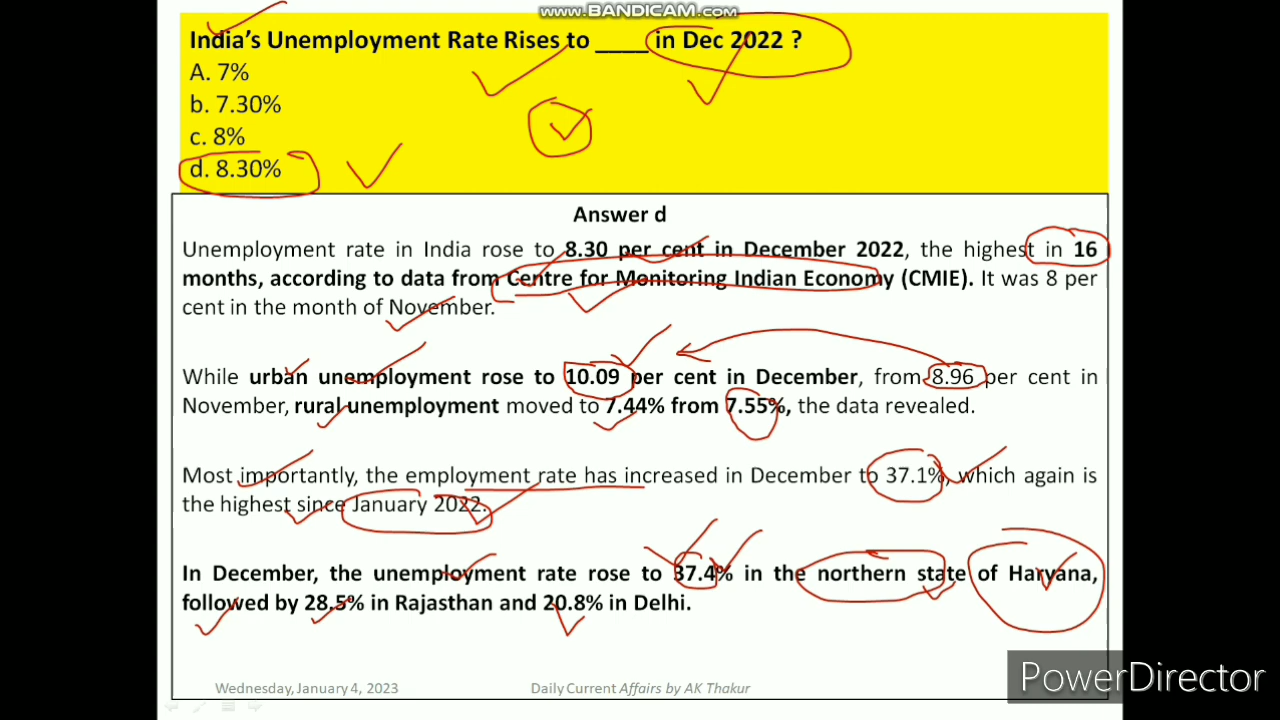 www.BANDICAM.com
India's Unemployment Rate Rises to ____ in Dec 2022 ?
A. 7%
b. 7.30%
c. 8%
d. 8.30%
Answer d
Unemployment rate in India rose to 8.30 per cent in December 2022, the highest in 16
months, according to data from Centre for Monitoring Indian Economy (CMIE). It was 8 per
cent in the month of November.
While urban unemployment rose to 10.09 per cent in December, from 8.96 per cent in
November, rural unemployment moved to 7.44% from 7.55%, the data revealed.
Most importantly, the employment rate has increased in December to 37.1%, which again is
the highest since January 2022.
In December, the unemployment rate rose to 37.4% in the northern state of Haryana,
followed by 28.5% in Rajasthan and 20.8% in Delhi.
Wednesday, January 4, 2023
Daily Current Affairs by AK Thakur
PowerDirector